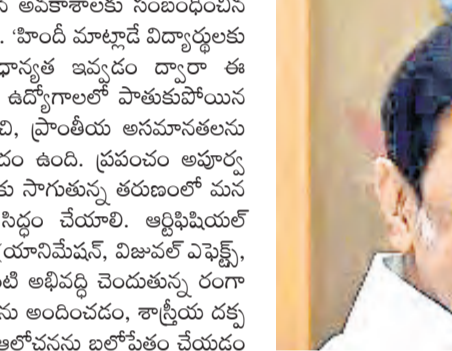 అవకాశాలకు సంబంధించిన
. ‘హిందీ మాట్లాడే విద్యార్థులకు
ధాన్యత ఇవ్వడం ద్వారా ఈ
ఉద్యోగాలలో పాతుకుపోయిన
చి, ప్రాంతీయ అసమానతలను
దం ఉంది. ప్రపంచం అపూర్వ
కు సాగుతున్న తరుణంలో మన
సిద్ధం చేయాలి. ఆర్టిఫిషియల్
యానిమేషన్, విజువల్ ఎఫెక్ట్స్,
టి అభివద్ధి చెందుతున్న రంగా
ను అందించడం, శాస్త్రీయ దక్ప
ఆలోచనను బలోపేతం చేయడం